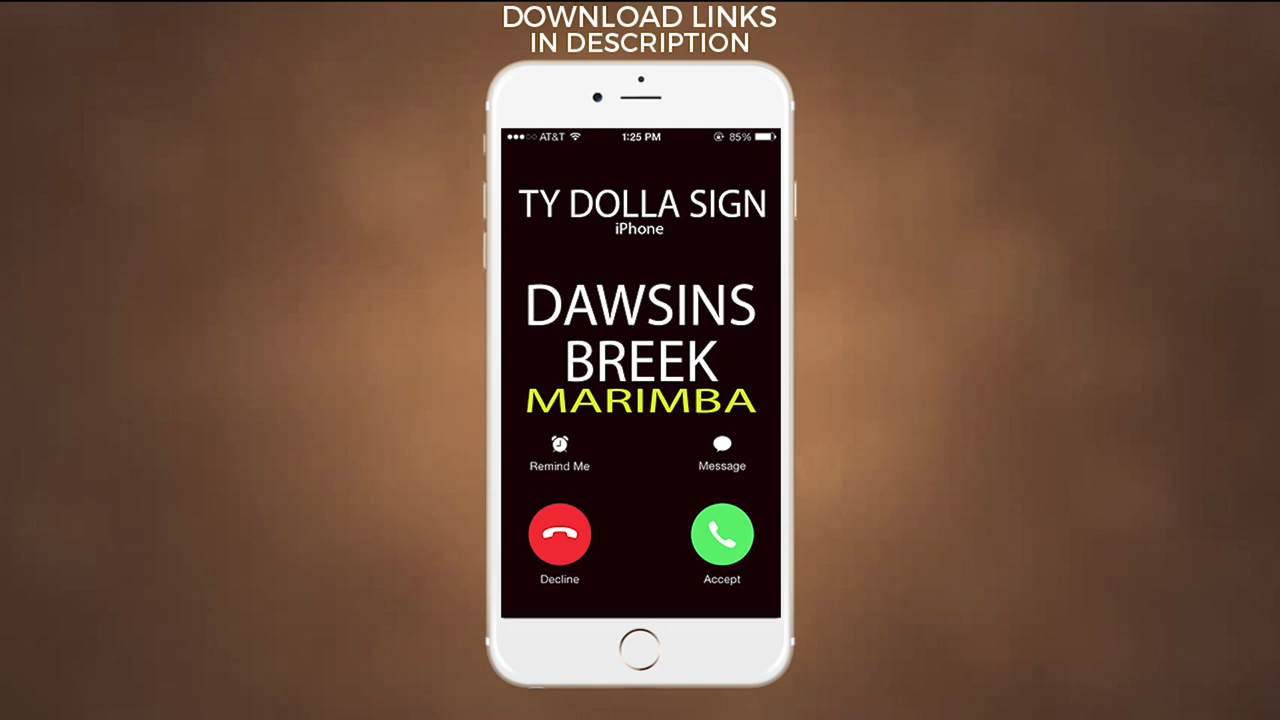 DOWNLOAD LINKS
IN DESCRIPTION
AT&T 1:25 PM 85%
TY DOLLA SIGN
iPhone
DAWSINS
BREEK
MARIMBA
Remind Me Message
Decline Accept